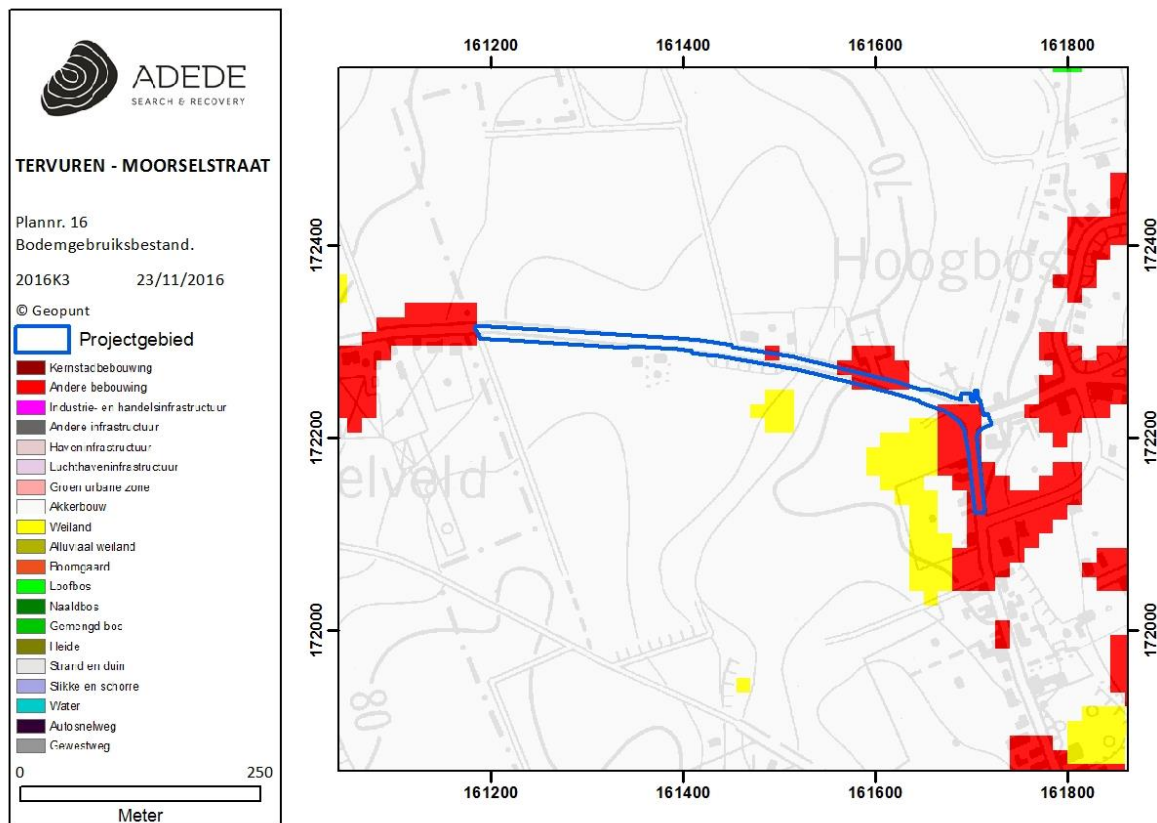 ADEDE
SEARCH & RECOVERY
TERVUREN - MOORSELSTRAAT
Plannr. 16
Bodemgebruiksbestand.
2016K3 23/11/2016
© Geopunt
Projectgebied
Kernstadbebouwing
Andere bebouwing
Industrie- en handelsinfrastructuur
Andere infrastructuur
Haveninfrastructuur
Luchthaveninfrastructuur
Groen urbane zone
Akkerbouw
Weiland
Alluviaal weiland
Boomgaard
Loofbos
Naaldbos
Gemengd bos
Heide
Strand en duin
Slikke en schorre
Water
Autosnelweg
Gewestweg
0 250
Meter
161200 161400 161600 161800
172400 172400
172200 172200
172000 172000
70
Hoogbos
elveld
80
161200 161400 161600 161800